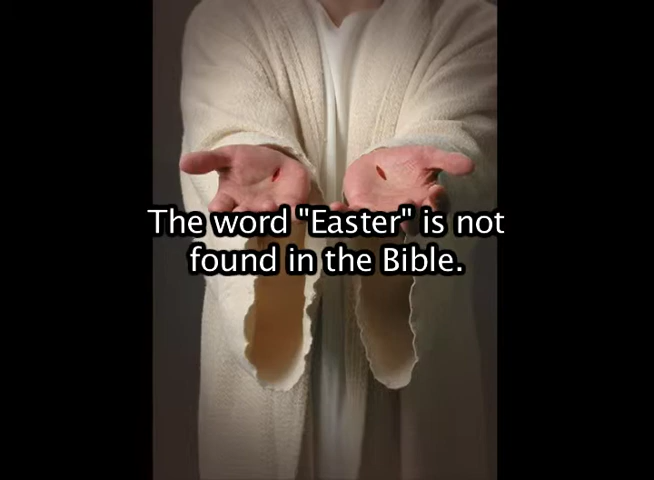 The word "Easter" is not
found in the Bible.